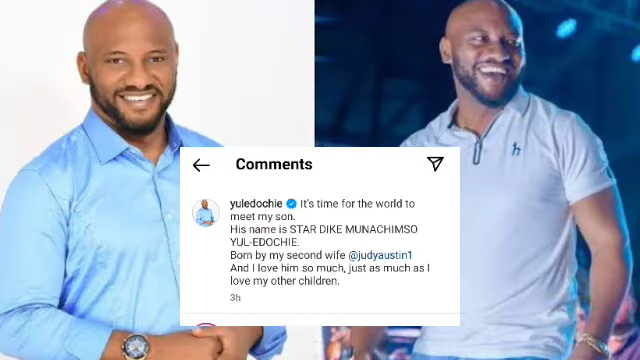 Comments
yuledochie It's time for the world to
meet my son.
His name is STAR DIKE MUNACHIMSO
YUL-EDOCHIE.
Born by my second wife @judyaustin1
And I love him so much, just as much as I
love my other children.
3h